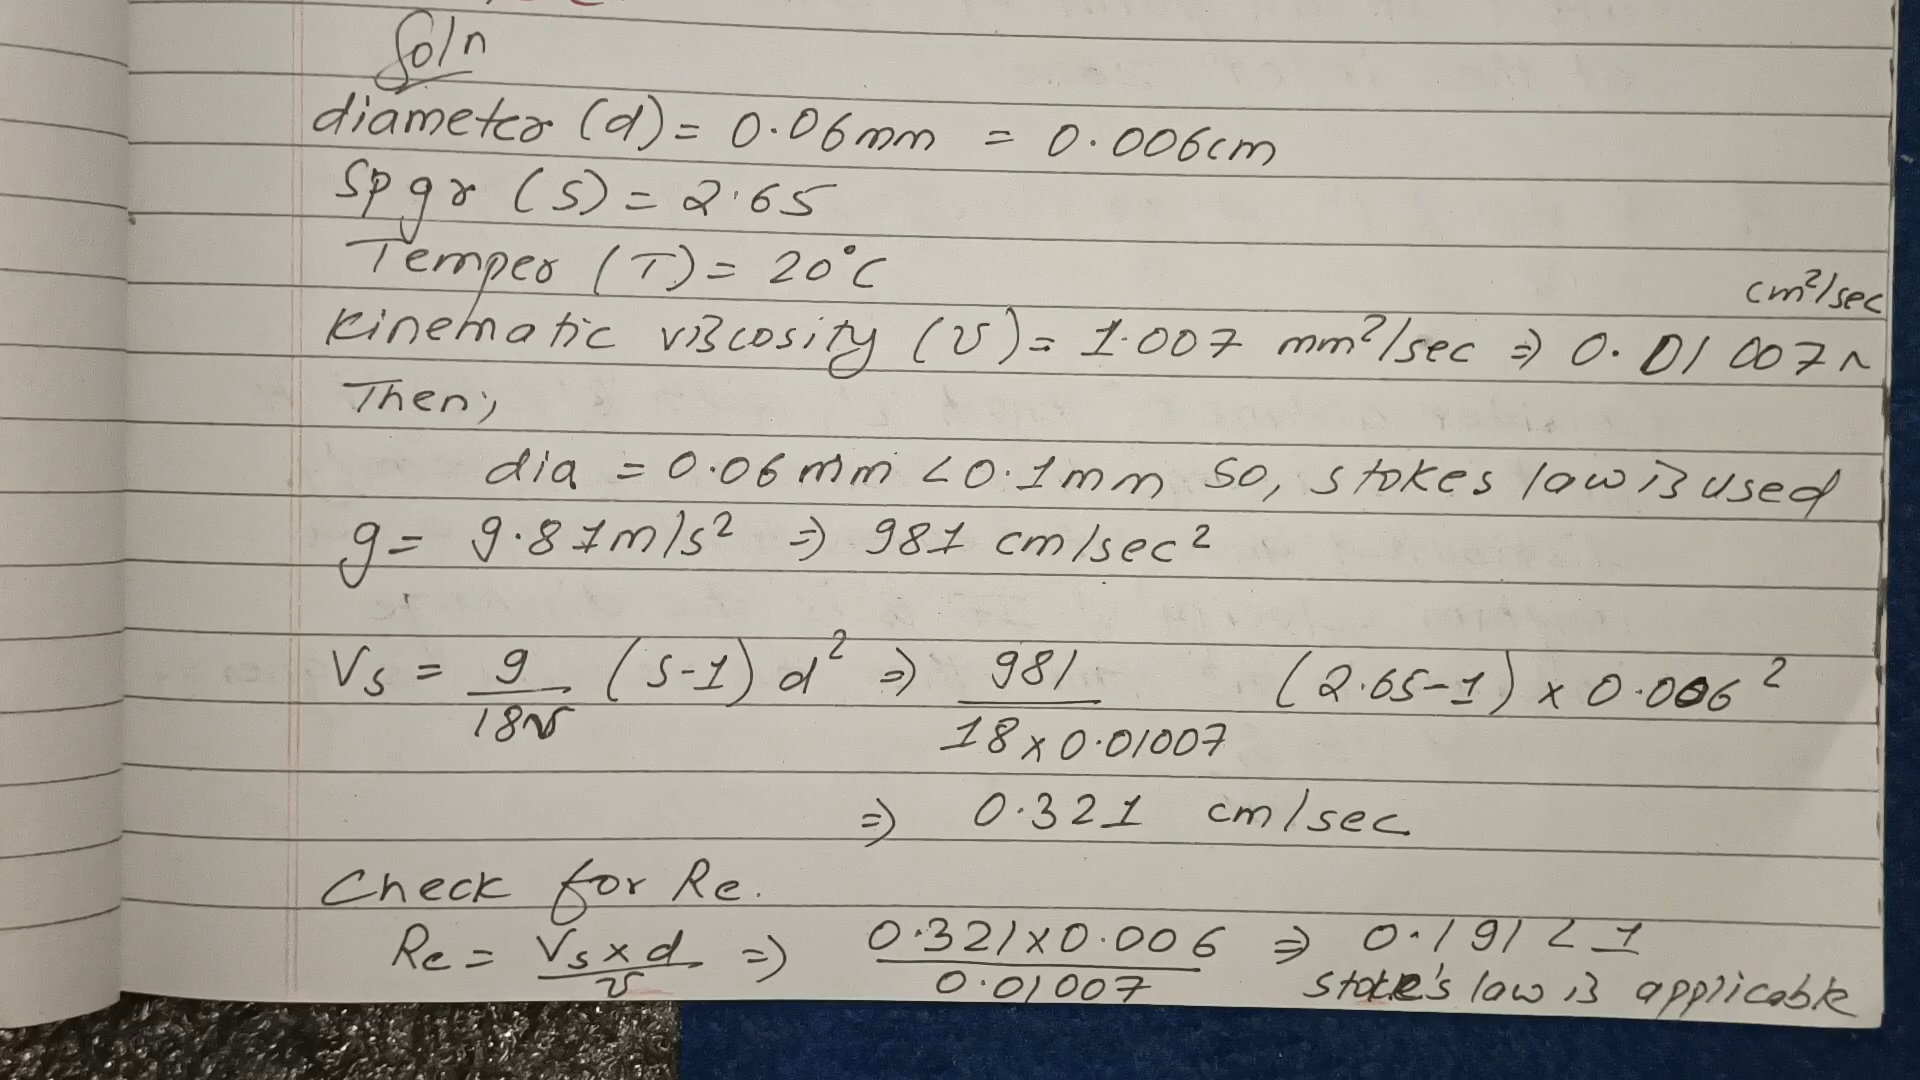 Soln
diameter (d) = 0.06mm = 0.006cm
Sp gr (S) = 2.65
Temper (T) = 20°C
cm²/sec
Kinematic viscosity (υ) = 1.007 mm²/sec ⇒ 0.01007
Then;
dia = 0.06 mm < 0.1mm So, stokes law is used
g = 9.81m/s² ⇒ 981 cm/sec²
Vs = g/18υ (S-1) d² ⇒ 981/18×0.01007 (2.65-1) × 0.006²
⇒ 0.321 cm/sec
Check for Re.
Re = Vs×d/υ ⇒ 0.321×0.006/0.01007 ⇒ 0.191 < 1
stoke's law is applicable